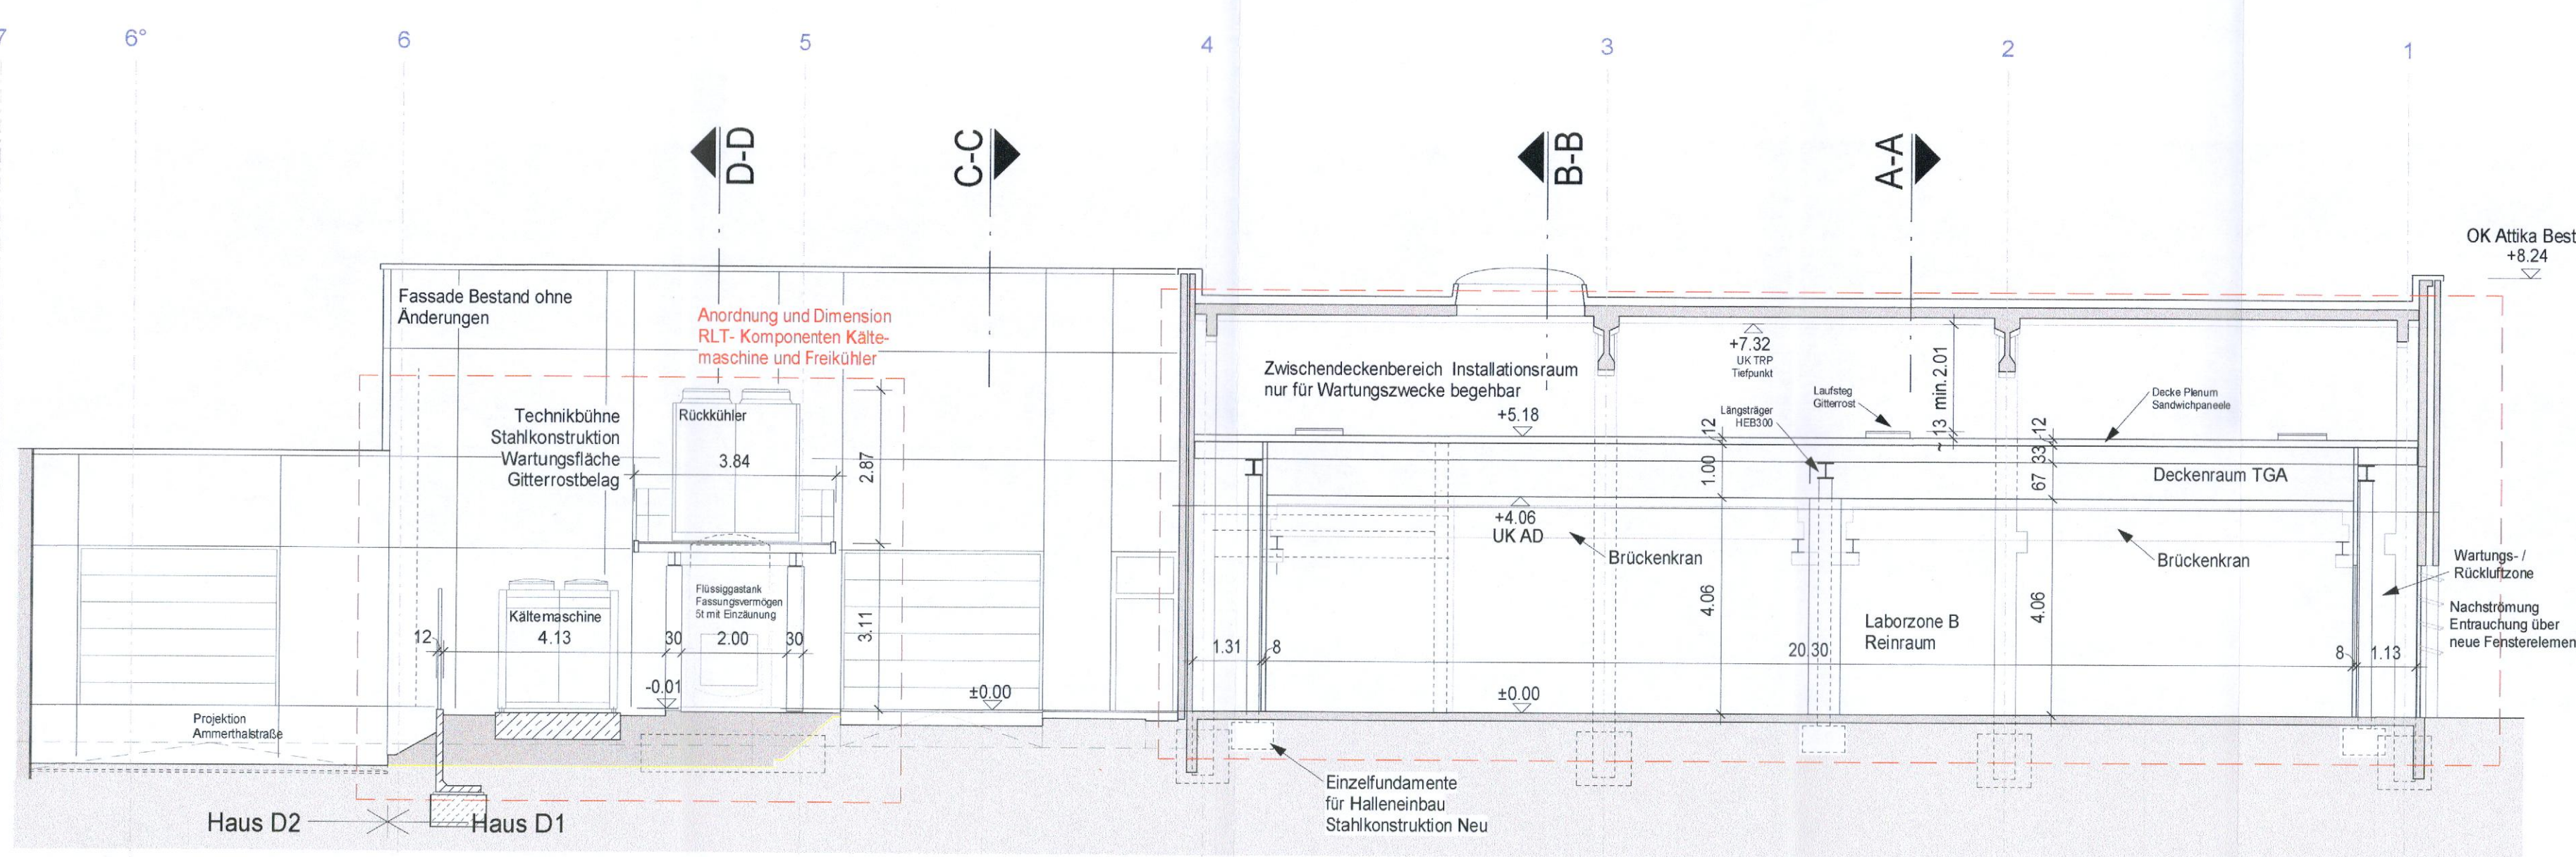 7
6°
6
5
4
3
2
1
D-D
C-C
B-B
A-A
OK Attika Best
+8.24
Fassade Bestand ohne
Änderungen
Anordnung und Dimension
RLT- Komponenten Kälte-
maschine und Freikühler
Zwischendeckenbereich Installationsraum
nur für Wartungszwecke begehbar
+5.18
+7.32
UK TRP
Tiefpunkt
min.2.01
~ 13
Laufsteg
Gitterrost
Längsträger
HEB300
Decke Plenum
Sandwichpaneele
12
12
1.00
33
67
Deckenraum TGA
Technikbühne
Stahlkonstruktion
Wartungsfläche
Gitterrostbelag
Rückkühler
3.84
2.87
+4.06
UK AD
Brückenkran
Brückenkran
Wartungs- /
Rückluftzone
Nachströmung
Entrauchung über
neue Fensterelemen
Kältemaschine
4.13
12
Flüssiggastank
Fassungsvermögen
5t mit Einzäunung
30
2.00
30
3.11
4.06
4.06
Laborzone B
Reinraum
1.31
8
20.30
8
1.13
-0.01
±0.00
±0.00
Projektion
Ammerthalstraße
Einzelfundamente
für Halleneinbau
Stahlkonstruktion Neu
Haus D2
Haus D1